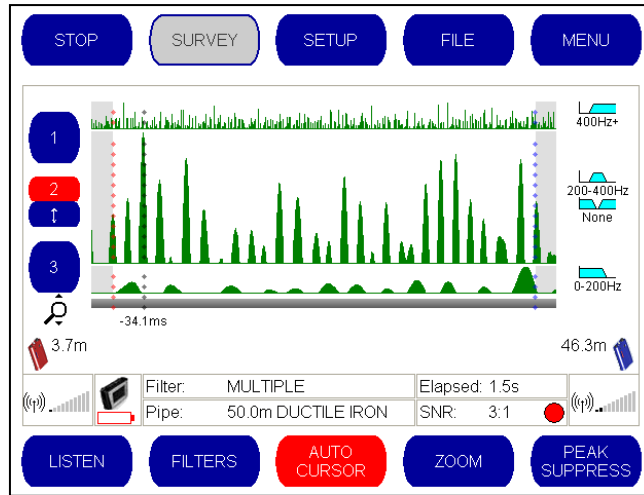 STOP
SURVEY
SETUP
FILE
MENU
1
2
3
400Hz+
200-400Hz
None
0-200Hz
-34.1ms
3.7m
46.3m
Filter: MULTIPLE
Elapsed: 1.5s
Pipe: 50.0m DUCTILE IRON
SNR: 3:1
LISTEN
FILTERS
AUTO
CURSOR
ZOOM
PEAK
SUPPRESS